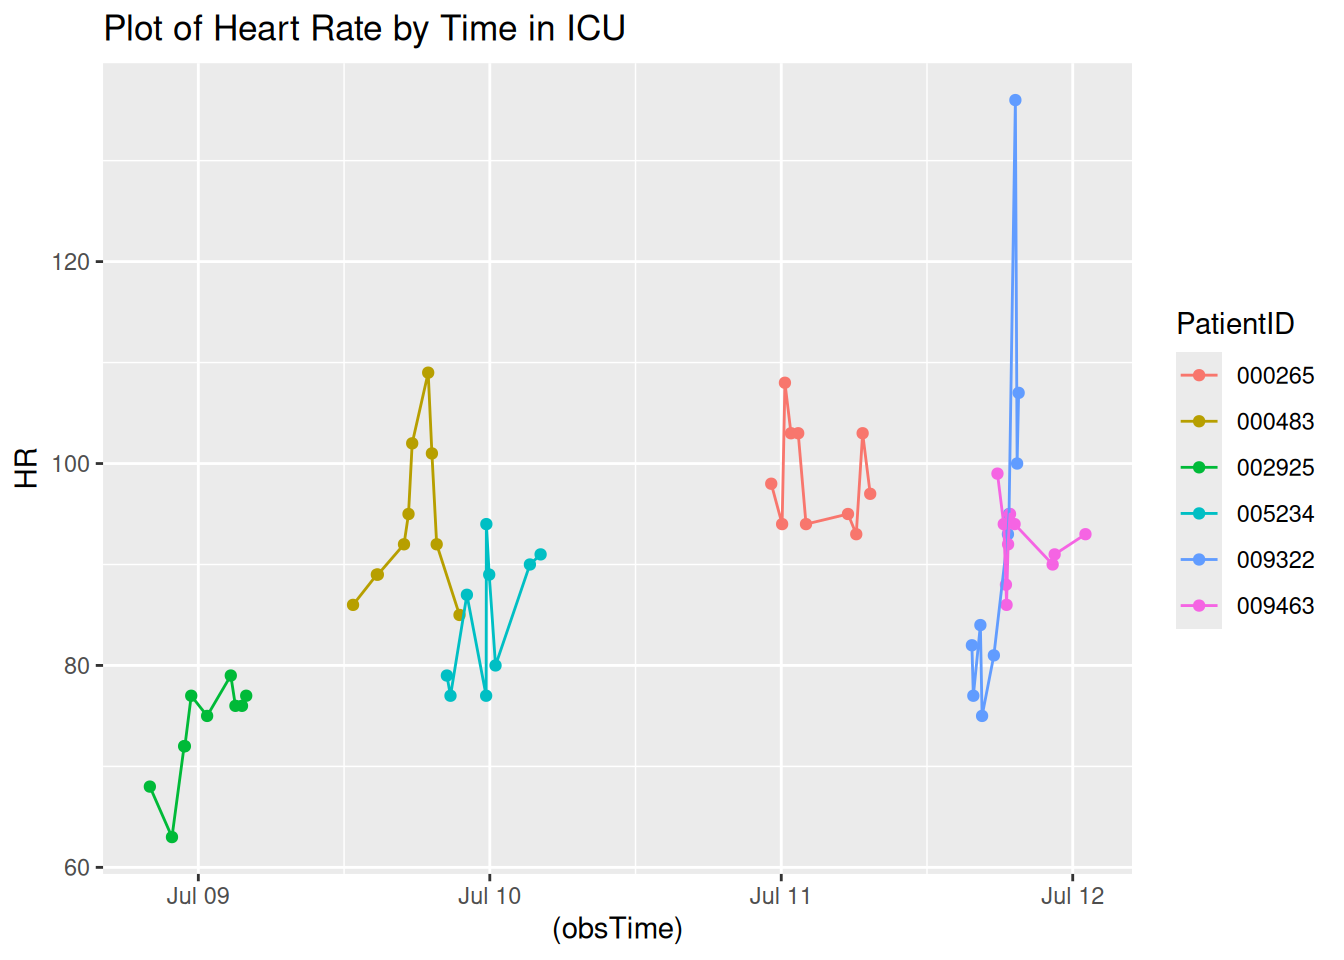 Plot of Heart Rate by Time in ICU
HR
120
100
80
60
Jul 09
Jul 10
Jul 11
Jul 12
(obsTime)
PatientID
000265
000483
002925
005234
009322
009463